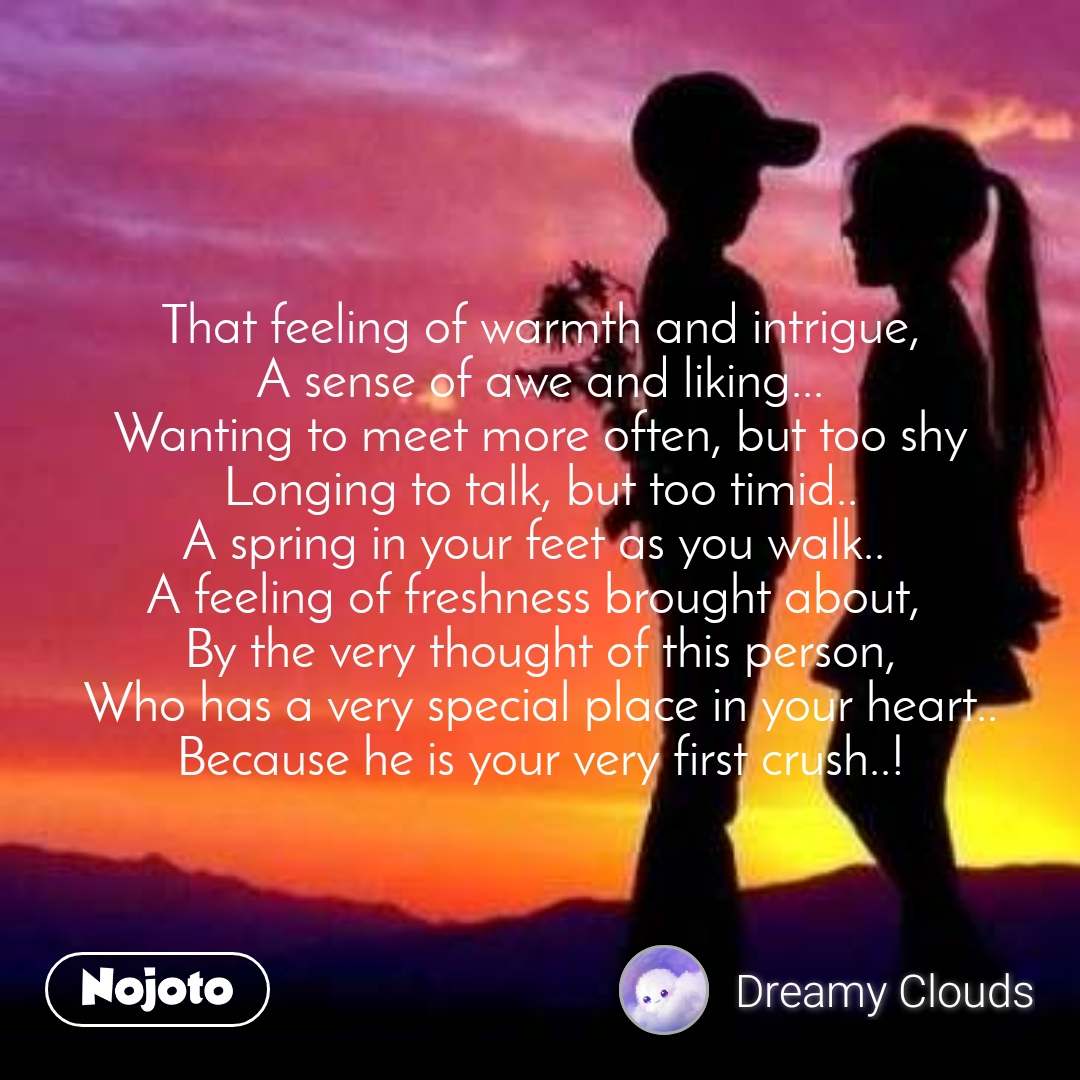 That feeling of warmth and intrigue,
A sense of awe and liking...
Wanting to meet more often, but too shy
Longing to talk, but too timid..
A spring in your feet as you walk..
A feeling of freshness brought about,
By the very thought of this person,
Who has a very special place in your heart..
Because he is your very first crush..!
Nojoto
Dreamy Clouds